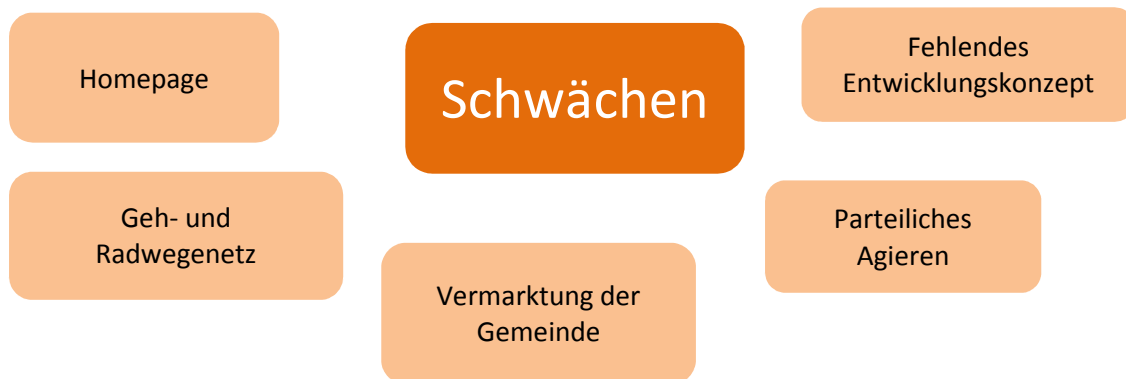 Homepage
Schwächen
Fehlendes
Entwicklungskonzept
Geh- und
Radwegenetz
Vermarktung der
Gemeinde
Parteiliches
Agieren